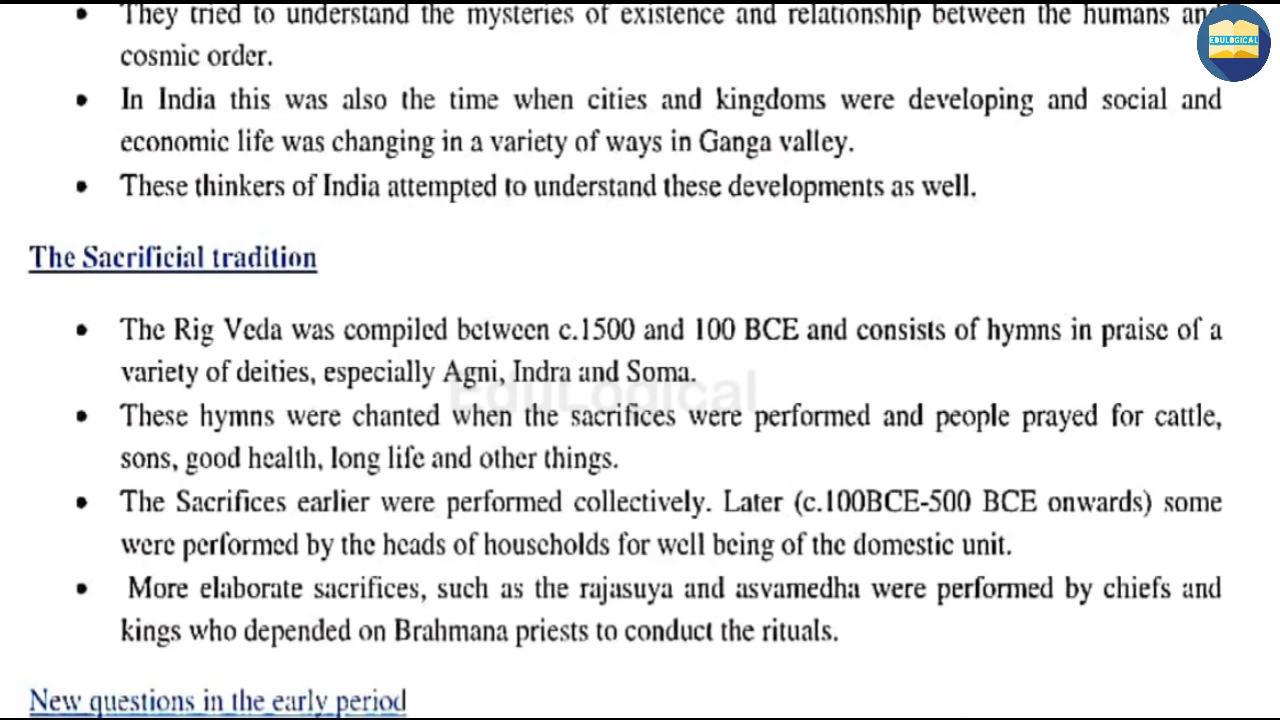 They tried to understand the mysteries of existence and relationship between the humans and
EDULOGICAL
cosmic order.
In India this was also the time when cities and kingdoms were developing and social and
economic life was changing in a variety of ways in Ganga valley.
These thinkers of India attempted to understand these developments as well.
The Sacrificial tradition
The Rig Veda was compiled between c.1500 and 100 BCE and consists of hymns in praise of a
variety of deities, especially Agni, Indra and Soma.
EduLogical
These hymns were chanted when the sacrifices were performed and people prayed for cattle,
sons, good health, long life and other things.
The Sacrifices earlier were performed collectively. Later (c.100BCE-500 BCE onwards) some
were performed by the heads of households for well being of the domestic unit.
More elaborate sacrifices, such as the rajasuya and asvamedha were performed by chiefs and
kings who depended on Brahmana priests to conduct the rituals.
New questions in the early period